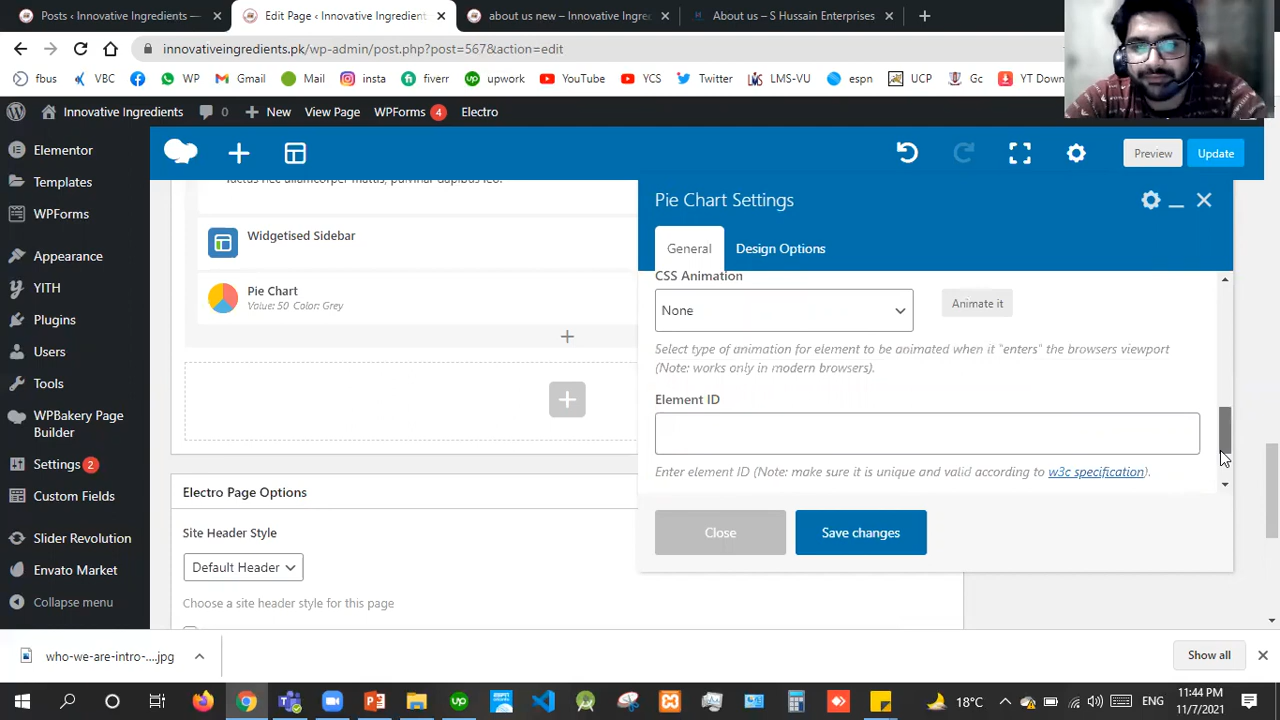 Posts ‹ Innovative Ingredients ×
Edit Page ‹ Innovative Ingredient ×
about us new – Innovative Ingre ×
About us – S Hussain Enterprises ×
innovativeingredients.pk/wp-admin/post.php?post=567&action=edit
fbus
VBC
WP
Gmail
Mail
insta
fiverr
upwork
YouTube
YCS
Twitter
LMS-VU
espn
UCP
Gc
YT Down
Innovative Ingredients
0
New
View Page
WPForms 4
Electro
Elementor
Templates
WPForms
Appearance
YITH
Plugins
Users
Tools
WPBakery Page
Builder
Settings 2
Custom Fields
Slider Revolution
Envato Market
Collapse menu
Preview
Update
luctus nec ullamcorper mattis, pulvinar dapibus leo.
Widgetised Sidebar
Pie Chart
Value: 50 Color: Grey
Electro Page Options
Site Header Style
Default Header
Choose a site header style for this page
Pie Chart Settings
General
Design Options
CSS Animation
None
Animate it
Select type of animation for element to be animated when it "enters" the browsers viewport
(Note: works only in modern browsers).
Element ID
Enter element ID (Note: make sure it is unique and valid according to w3c specification).
Close
Save changes
who-we-are-intro-....jpg
Show all
18°C
ENG
11:44 PM
11/7/2021